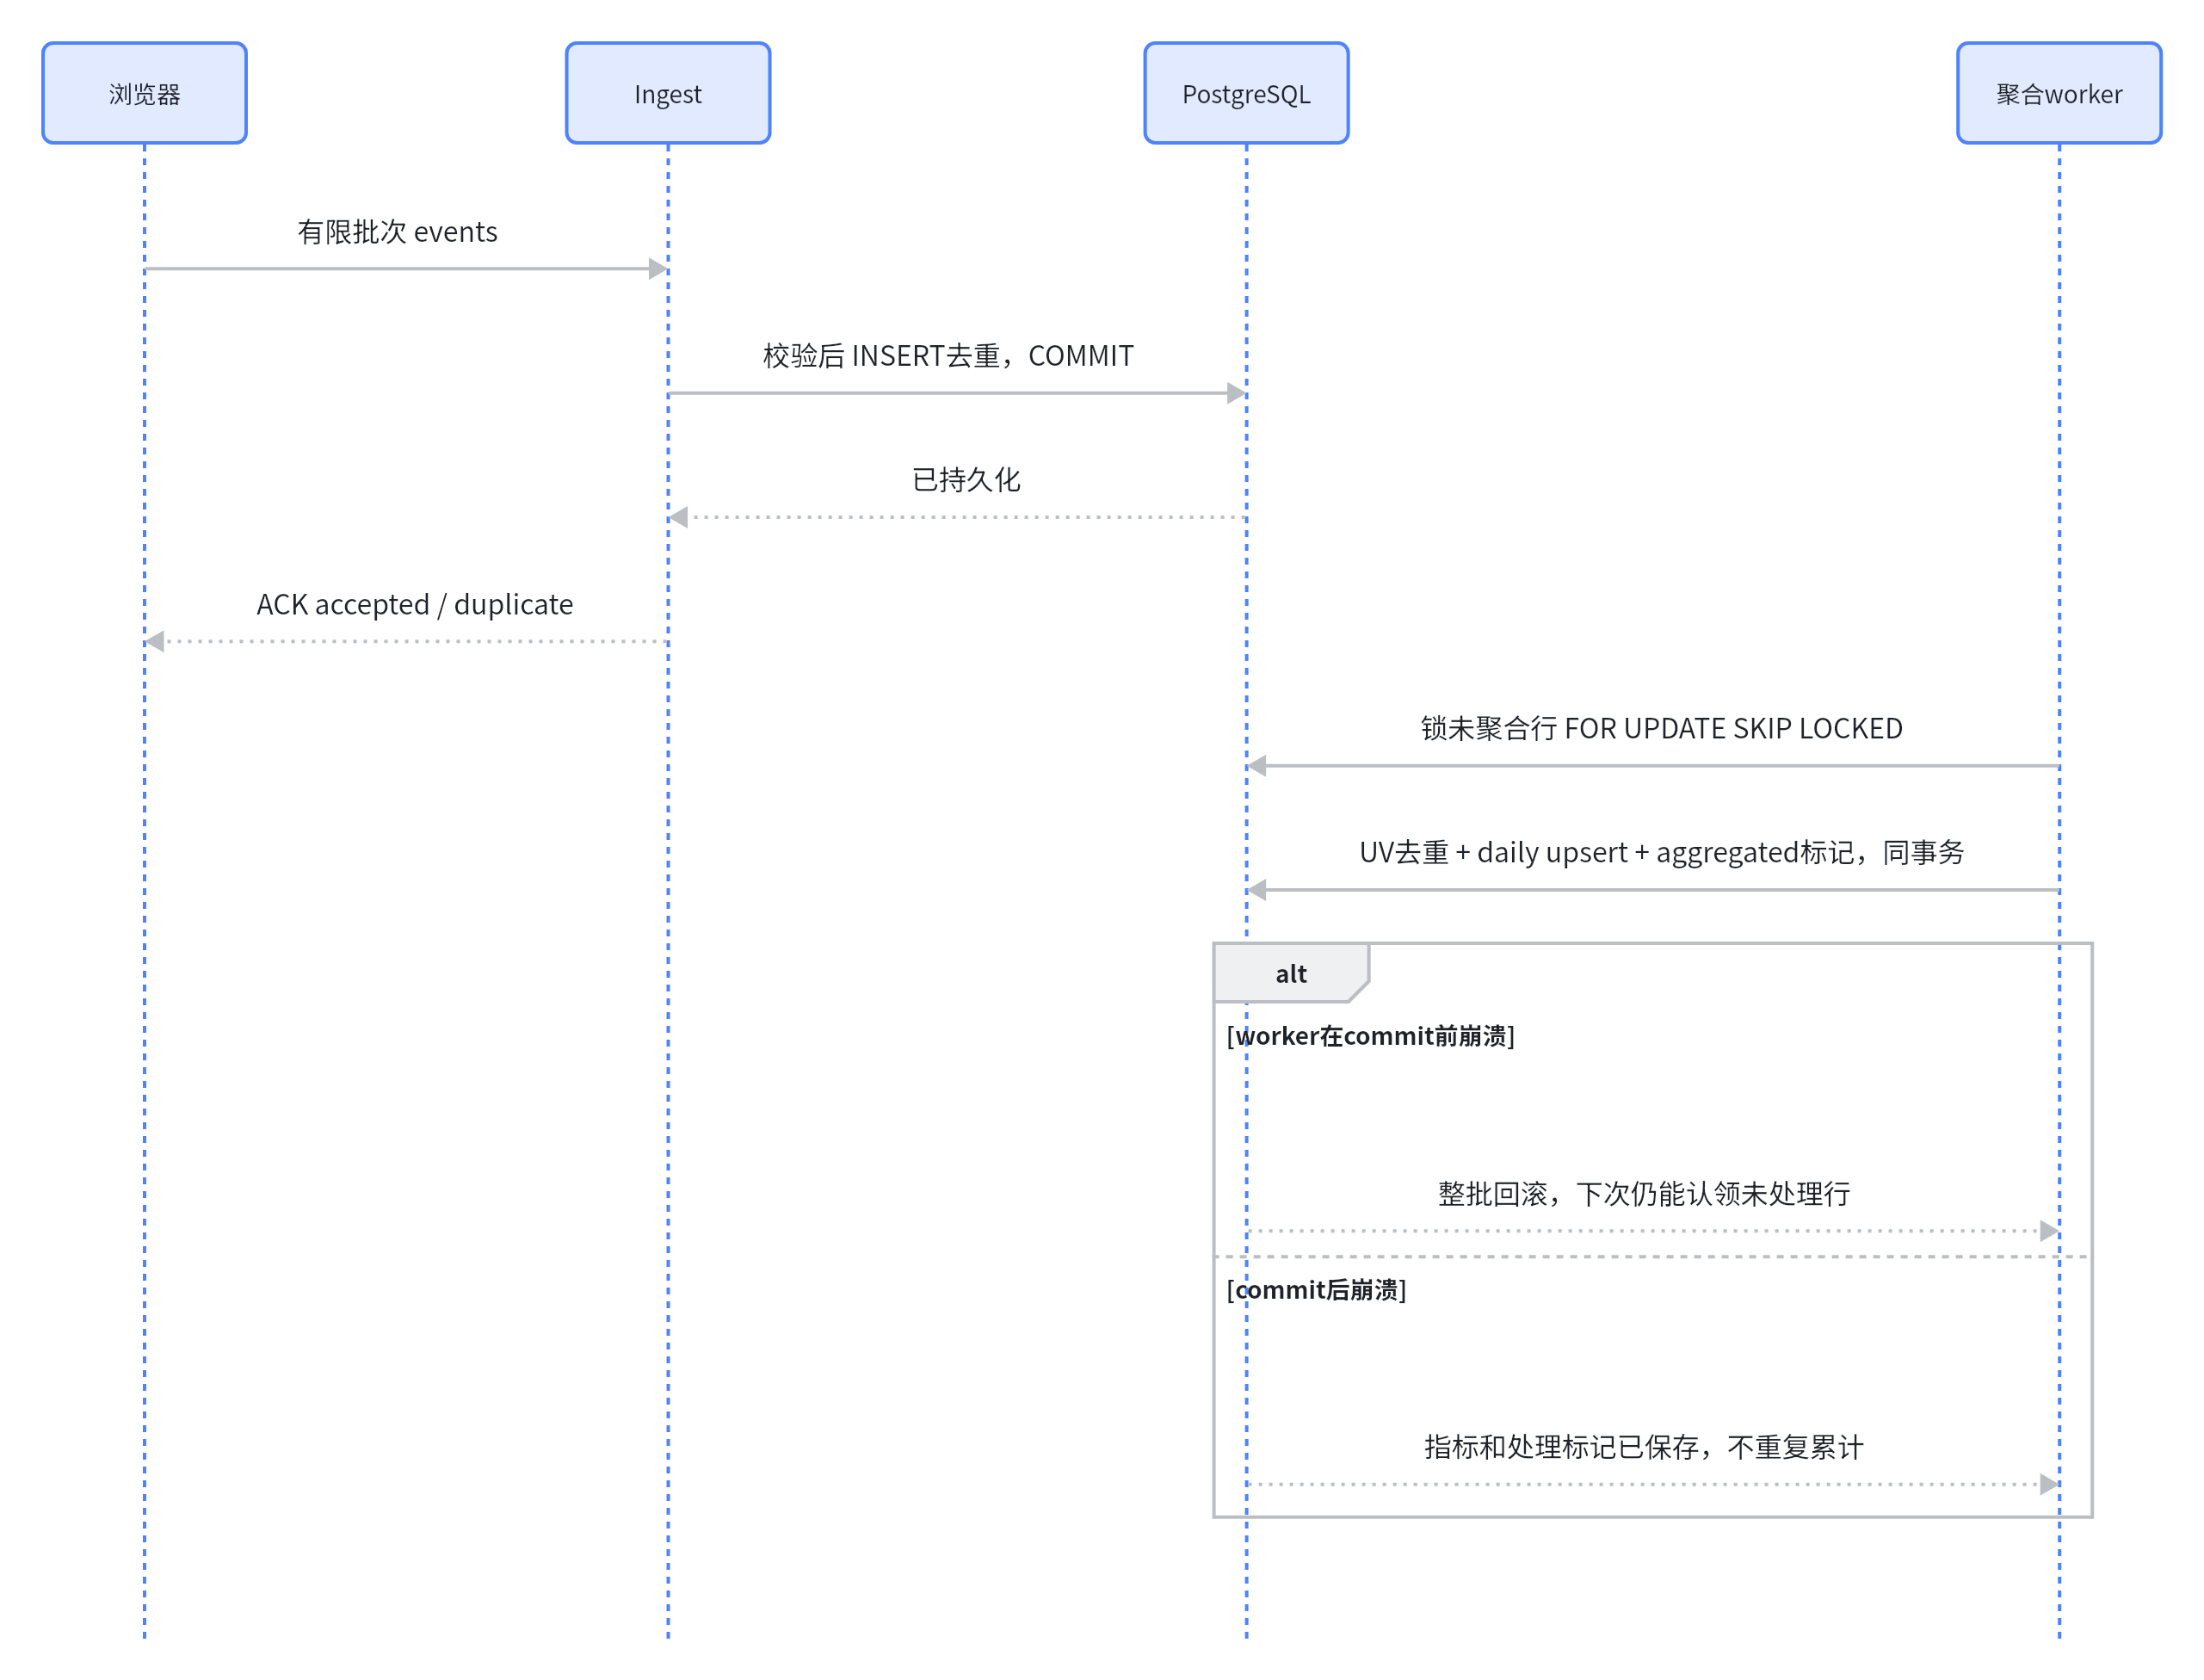 浏览器
Ingest
PostgreSQL
聚合worker
有限批次 events
校验后 INSERT去重，COMMIT
已持久化
ACK accepted / duplicate
锁未聚合行 FOR UPDATE SKIP LOCKED
UV去重 + daily upsert + aggregated标记，同事务
alt
[worker在commit前崩溃]
整批回滚，下次仍能认领未处理行
[commit后崩溃]
指标和处理标记已保存，不重复累计